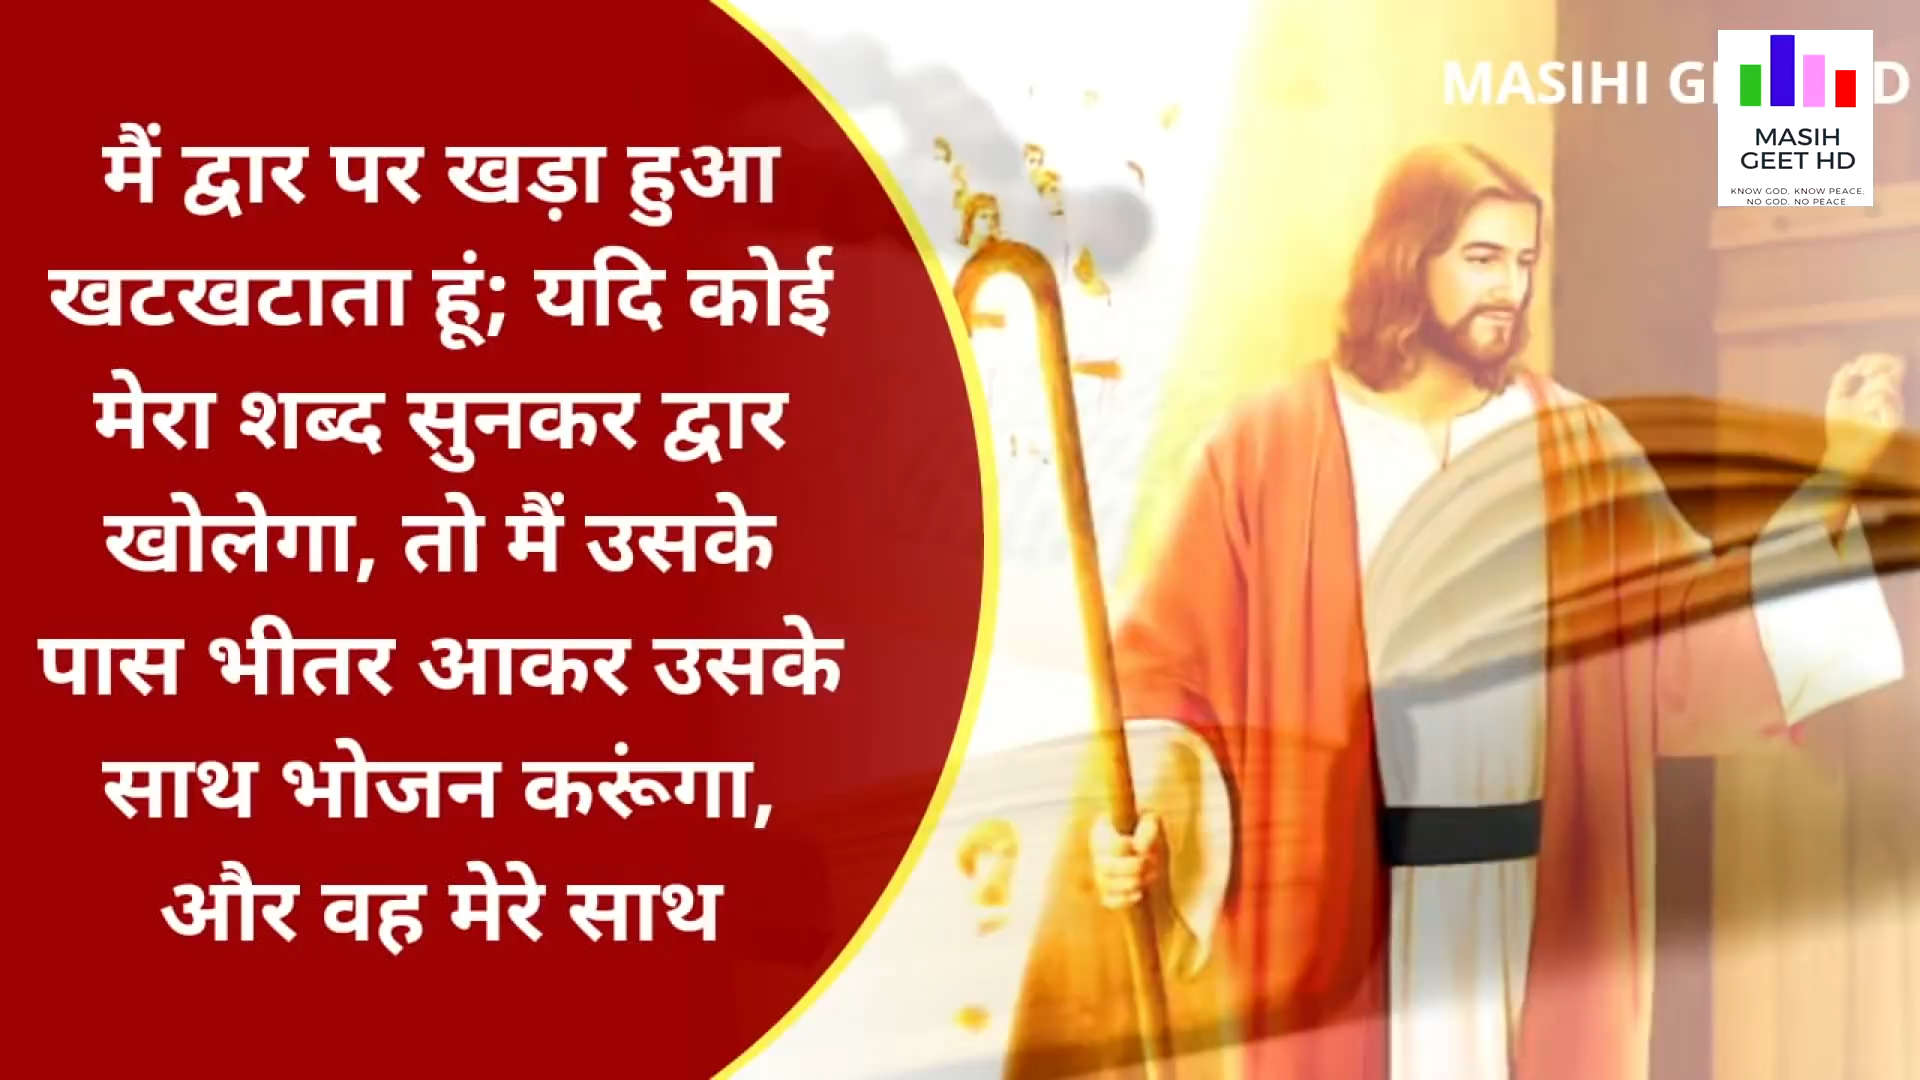 मैं द्वार पर खड़ा हुआ
खटखटाता हूं; यदि कोई
मेरा शब्द सुनकर द्वार
खोलेगा, तो मैं उसके
पास भीतर आकर उसके
साथ भोजन करूंगा,
और वह मेरे साथ
MASIHI
MASIH
GEET HD
KNOW GOD, KNOW PEACE.
NO GOD, NO PEACE